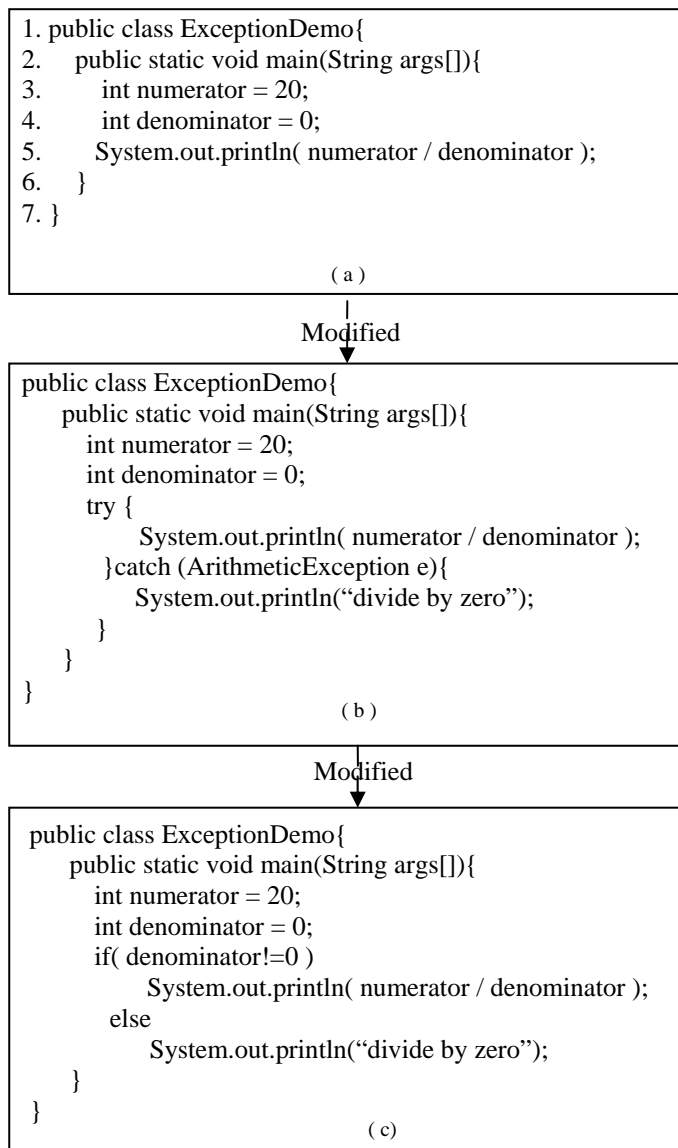 1. public class ExceptionDemo{
2. public static void main(String args[]){
3. int numerator = 20;
4. int denominator = 0;
5. System.out.println( numerator / denominator );
6. }
7. }
( a )
Modified
public class ExceptionDemo{
public static void main(String args[]){
int numerator = 20;
int denominator = 0;
try {
System.out.println( numerator / denominator );
}catch (ArithmeticException e){
System.out.println(“divide by zero”);
}
}
}
( b )
Modified
public class ExceptionDemo{
public static void main(String args[]){
int numerator = 20;
int denominator = 0;
if( denominator!=0 )
System.out.println( numerator / denominator );
else
System.out.println(“divide by zero”);
}
}
( c)